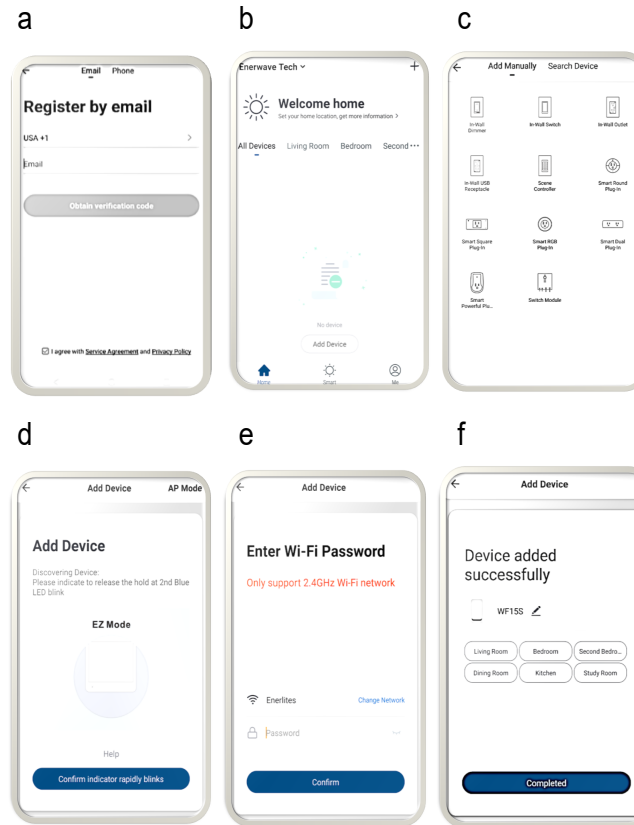 a
Email Phone
Register by email
USA +1
Email
Obtain verification code
I agree with Service Agreement and Privacy Policy
b
Enerwave Tech
Welcome home
Set your home location, get more information >
All Devices Living Room Bedroom Second ···
No device
Add Device
Home Smart Me
c
Add Manually Search Device
In-Wall
Dimmer
In-Wall Switch
In-Wall Outlet
In-Wall USB
Receptacle
Scene
Controller
Smart Round
Plug-In
Smart Square
Plug-In
Smart RGB
Plug-In
Smart Dual
Plug-In
Smart
Powerful Plu...
Switch Module
d
Add Device AP Mode
Add Device
Discovering Device:
Please indicate to release the hold at 2nd Blue
LED blink
EZ Mode
Help
Confirm indicator rapidly blinks
e
Add Device
Enter Wi-Fi Password
Only support 2.4GHz Wi-Fi network
Enerlites Change Network
Password
Confirm
f
Add Device
Device added
successfully
WF15S
Living Room Bedroom Second Bedro...
Dining Room Kitchen Study Room
Completed